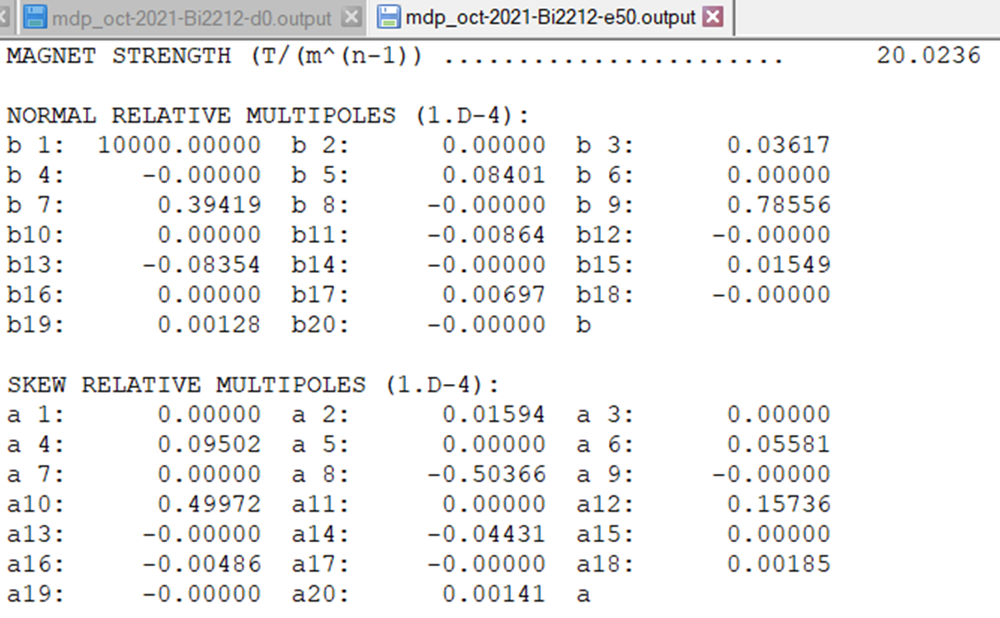 mdp_oct-2021-Bi2212-d0.output mdp_oct-2021-Bi2212-e50.output
MAGNET STRENGTH (T/(m^(n-1)) ........................ 20.0236
NORMAL RELATIVE MULTIPOLES (1.D-4):
b 1: 10000.00000 b 2: 0.00000 b 3: 0.03617
b 4: -0.00000 b 5: 0.08401 b 6: 0.00000
b 7: 0.39419 b 8: -0.00000 b 9: 0.78556
b10: 0.00000 b11: -0.00864 b12: -0.00000
b13: -0.08354 b14: -0.00000 b15: 0.01549
b16: 0.00000 b17: 0.00697 b18: -0.00000
b19: 0.00128 b20: -0.00000 b
SKEW RELATIVE MULTIPOLES (1.D-4):
a 1: 0.00000 a 2: 0.01594 a 3: 0.00000
a 4: 0.09502 a 5: 0.00000 a 6: 0.05581
a 7: 0.00000 a 8: -0.50366 a 9: -0.00000
a10: 0.49972 a11: 0.00000 a12: 0.15736
a13: -0.00000 a14: -0.04431 a15: 0.00000
a16: -0.00486 a17: -0.00000 a18: 0.00185
a19: -0.00000 a20: 0.00141 a